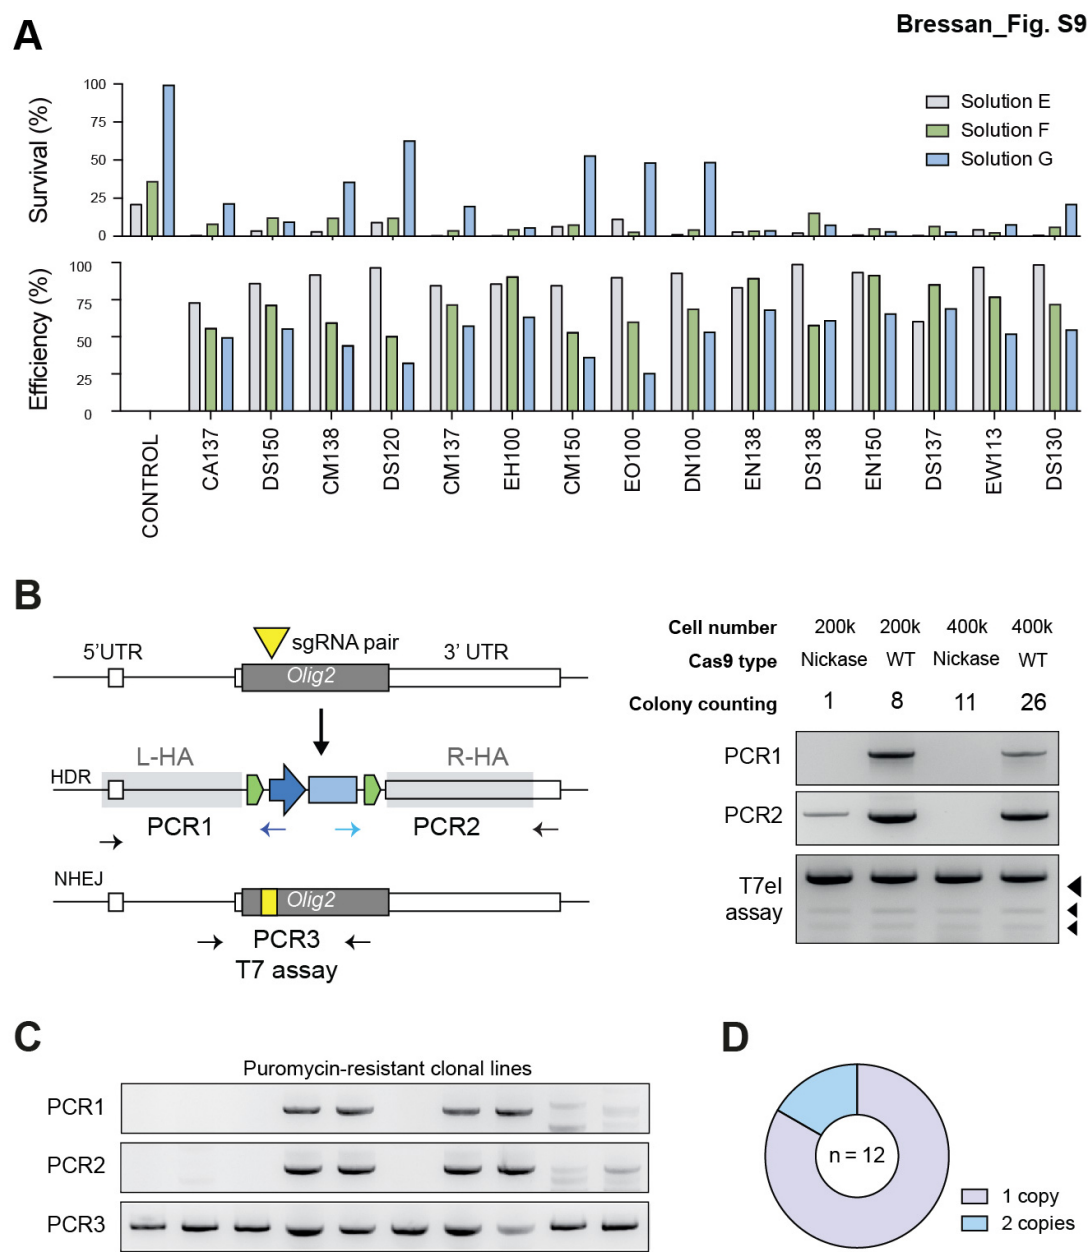 Bressan_Fig. S9
A
Survival (%)
100
75
50
25
0
Solution E
Solution F
Solution G
Efficiency (%)
100
75
50
25
0
CONTROL
CA137
DS150
CM138
DS120
CM137
EH100
CM150
EO100
DN100
EN138
DS138
EN150
DS137
EW113
DS130
B
sgRNA pair
5'UTR
Olig2
3' UTR
L-HA
R-HA
HDR
PCR1
PCR2
NHEJ
Olig2
PCR3
T7 assay
Cell number 200k 200k 400k 400k
Cas9 type Nickase WT Nickase WT
Colony counting 1 8 11 26
PCR1
PCR2
T7eI
assay
C
Puromycin-resistant clonal lines
PCR1
PCR2
PCR3
D
n = 12
1 copy
2 copies